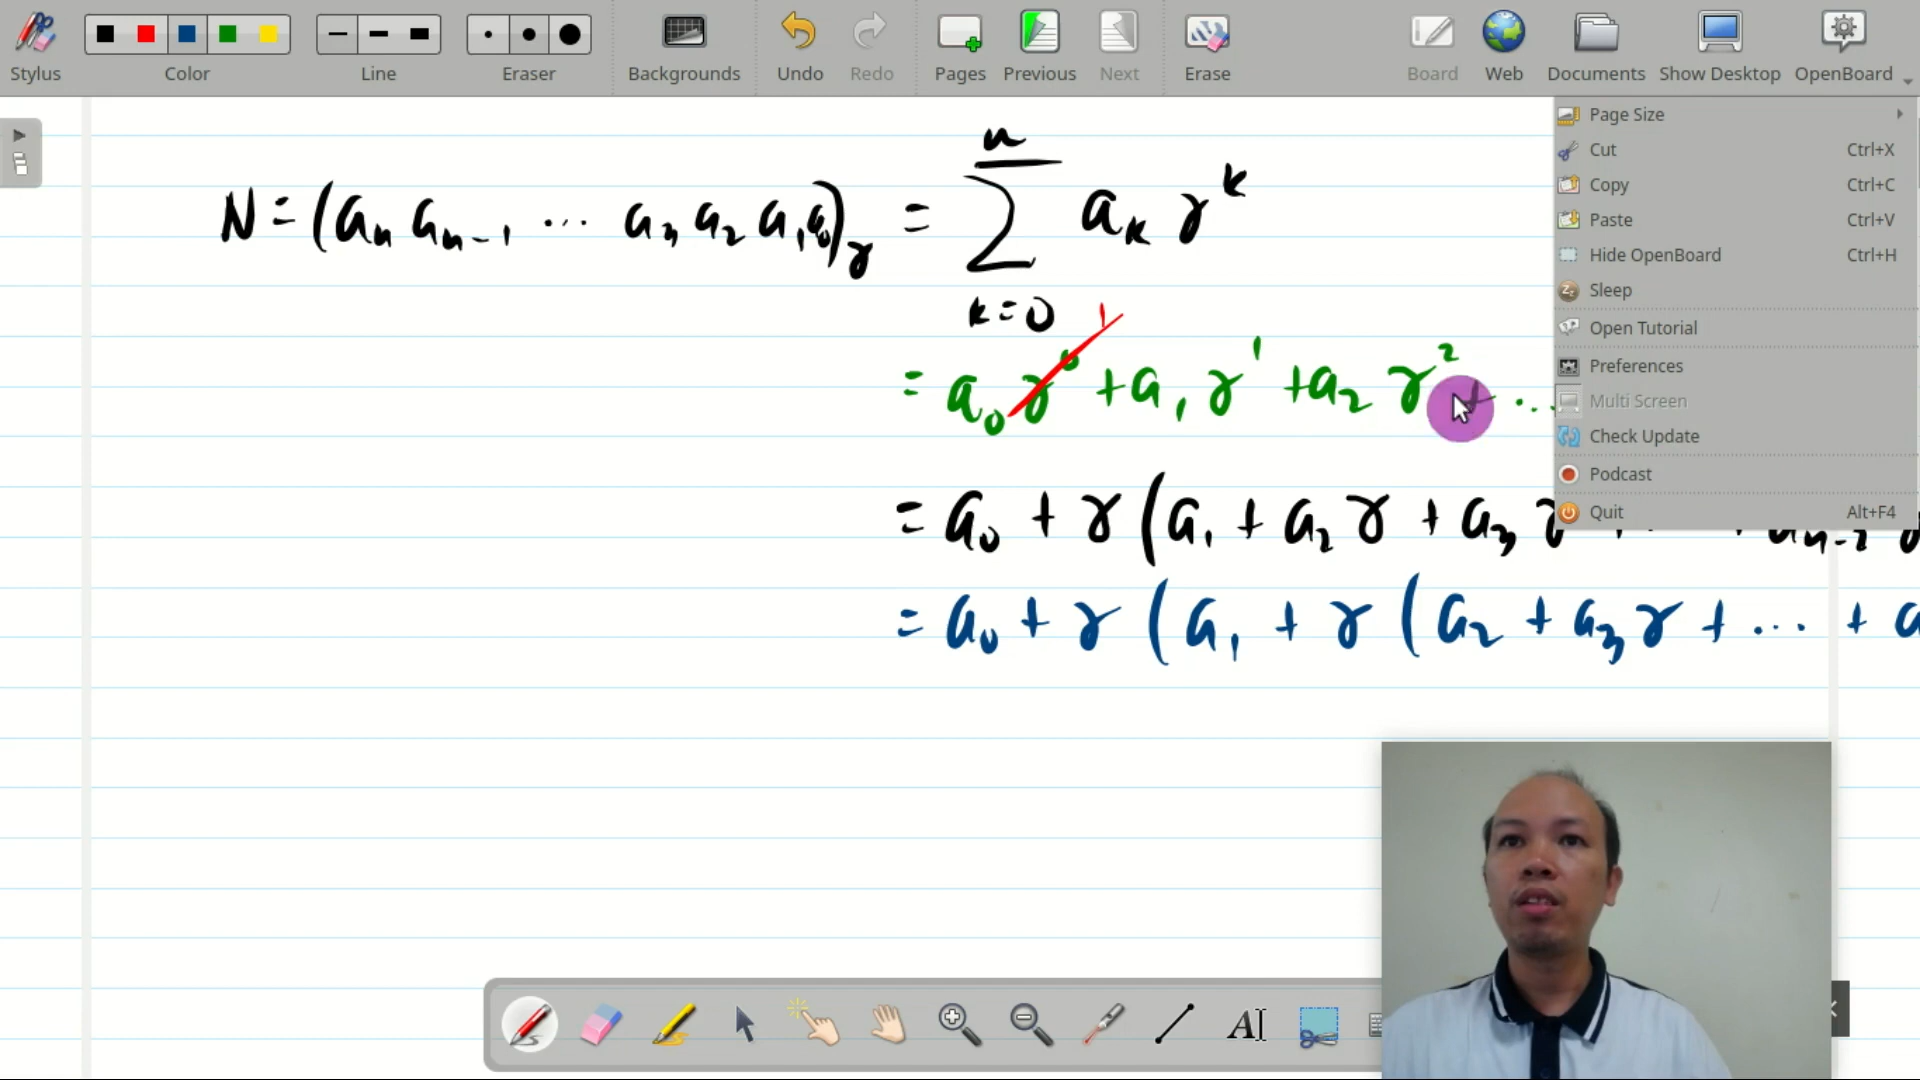 Stylus Color Line Eraser Backgrounds Undo Redo Pages Previous Next Erase Board Web Documents Show Desktop OpenBoard
Page Size
Cut Ctrl+X
Copy Ctrl+C
Paste Ctrl+V
Hide OpenBoard Ctrl+H
Sleep
Open Tutorial
Preferences
Multi Screen
Check Update
Podcast
Quit Alt+F4
n
N = (aₙ aₙ₋₁ ... a₃ a₂ a₁ a₀)ᵣ = ∑ aₖ rᵏ
k = 0 1
= a₀ r⁰ + a₁ r¹ + a₂ r² + ...
= a₀ + r (a₁ + a₂ r + a₃ r
= a₀ + r (a₁ + r (a₂ + a₃ r + ... + a
AI